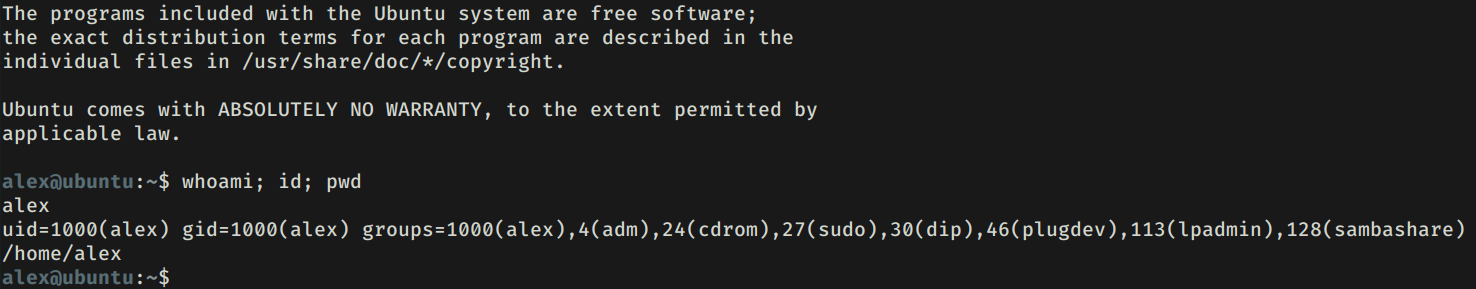 The programs included with the Ubuntu system are free software;
the exact distribution terms for each program are described in the
individual files in /usr/share/doc/*/copyright.
Ubuntu comes with ABSOLUTELY NO WARRANTY, to the extent permitted by
applicable law.
alex@ubuntu:~$ whoami; id; pwd
alex
uid=1000(alex) gid=1000(alex) groups=1000(alex),4(adm),24(cdrom),27(sudo),30(dip),46(plugdev),113(lpadmin),128(sambashare)
/home/alex
alex@ubuntu:~$